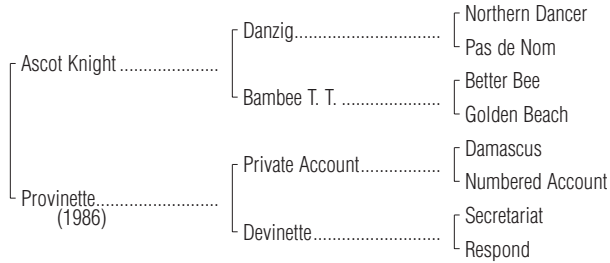 Northern Dancer
Danzig
Pas de Nom
Ascot Knight
Better Bee
Bambee T. T.
Golden Beach
Damascus
Private Account
Numbered Account
Provinette
(1986)
Secretariat
Devinette
Respond